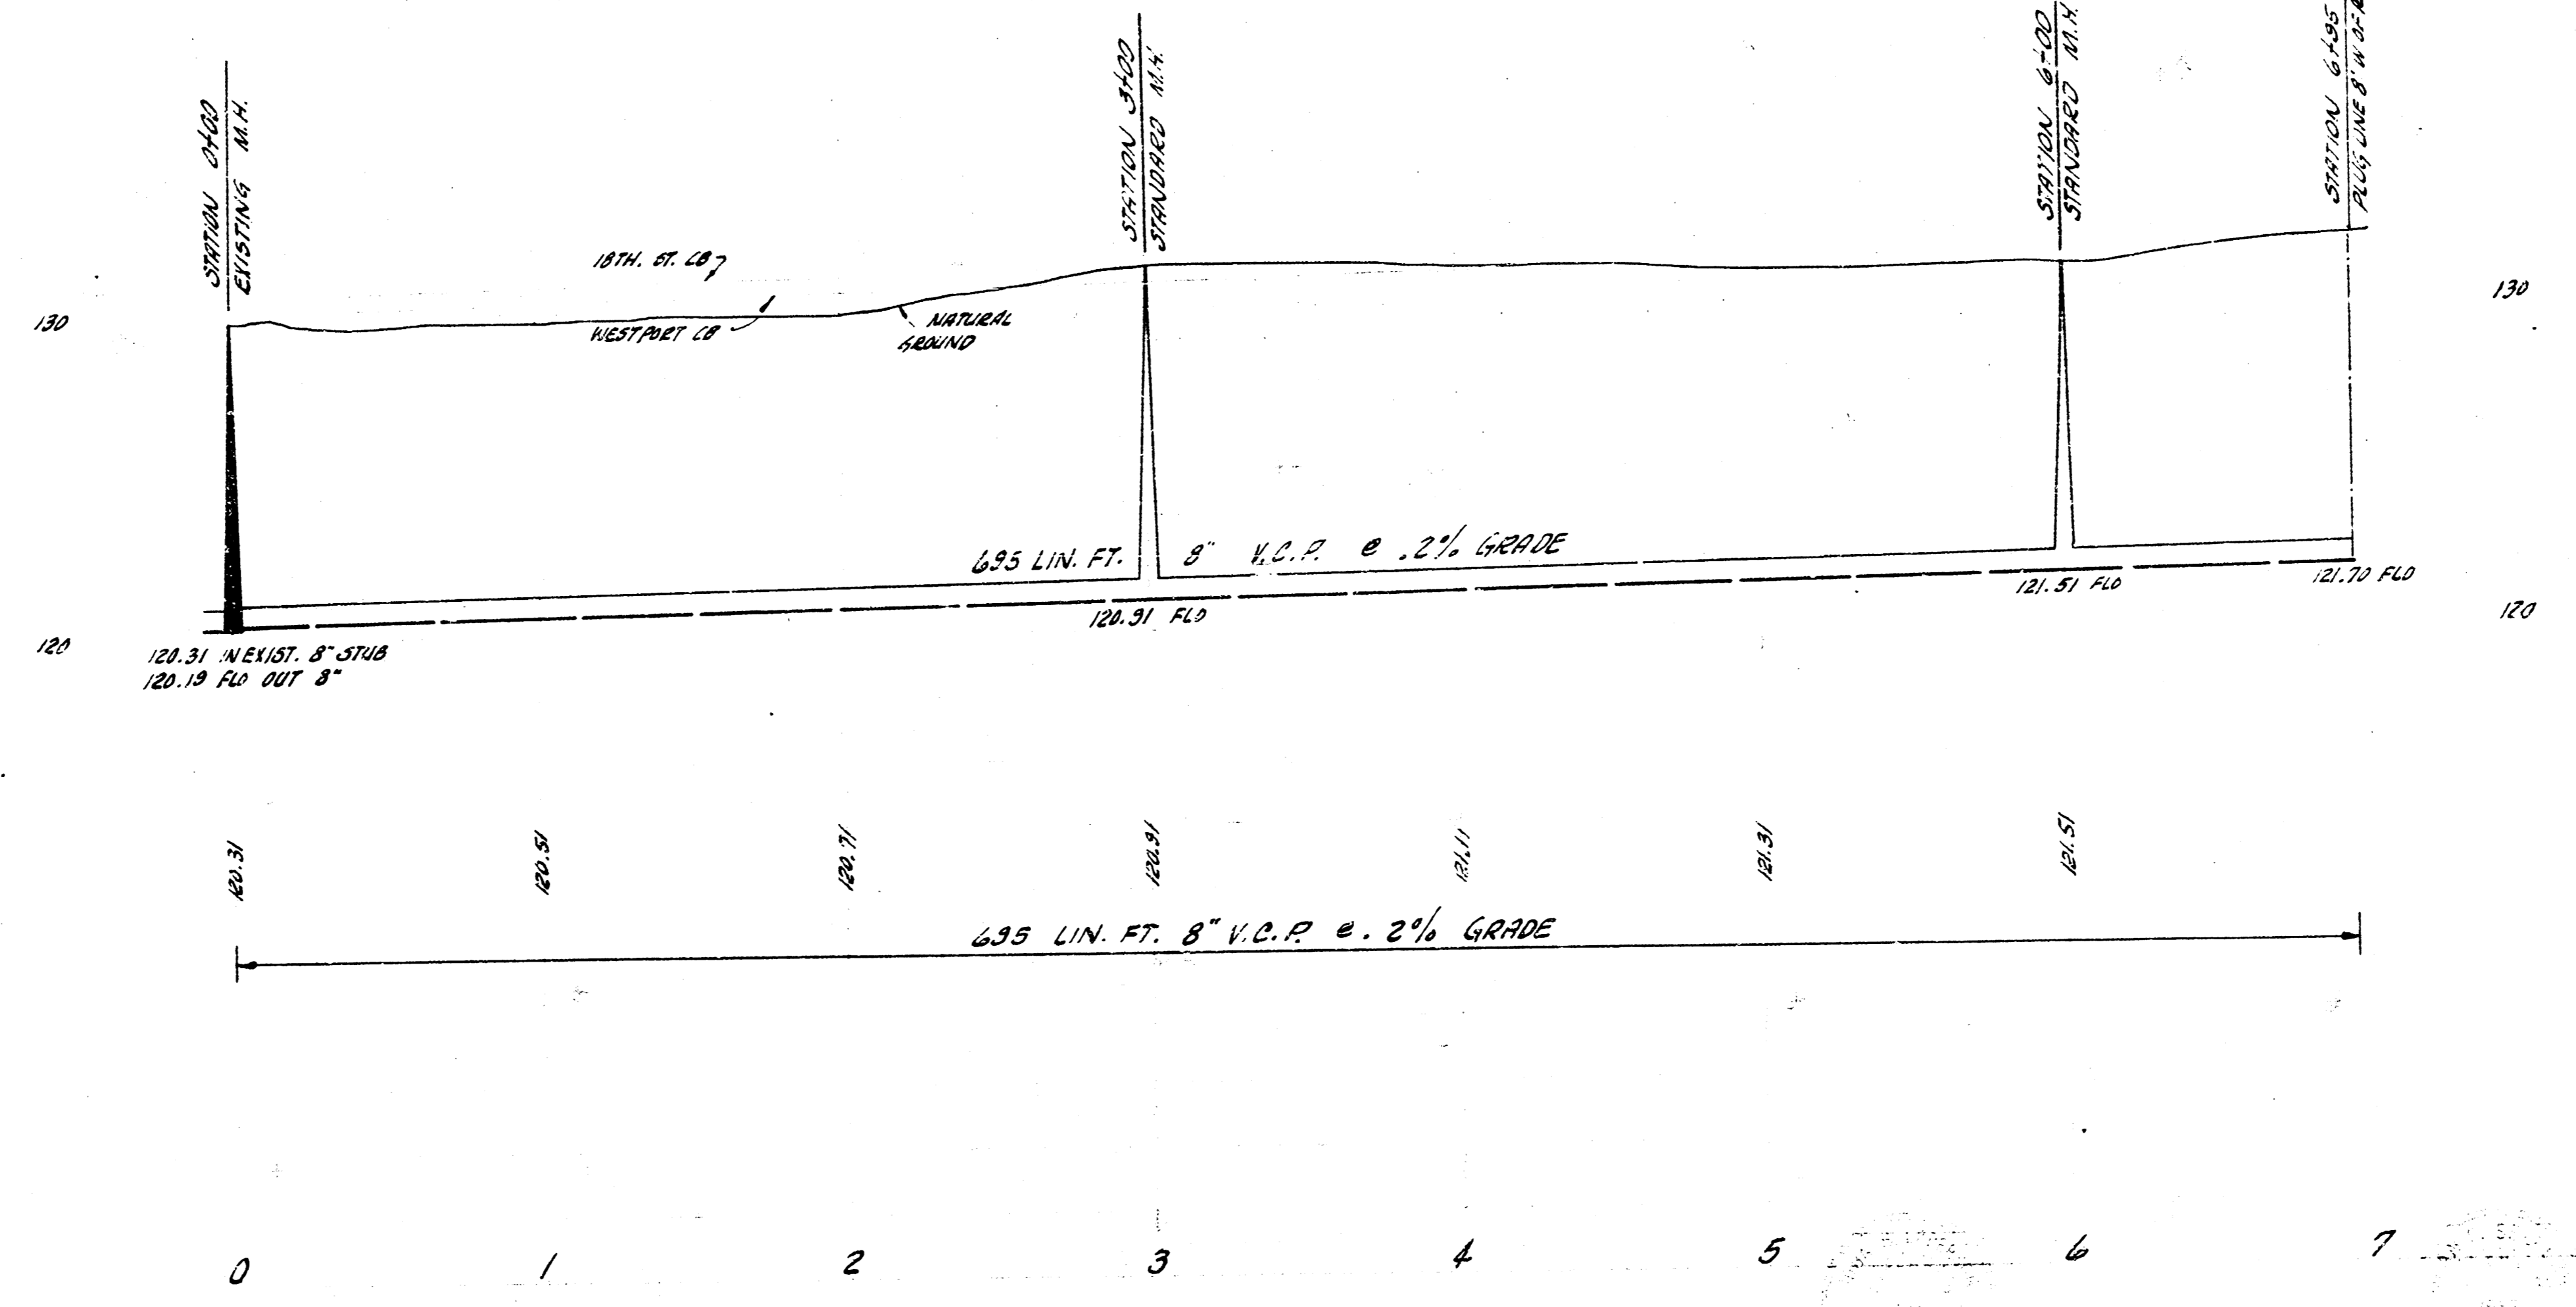 STATION 0+00
EXISTING M.H.
STATION 3+00
STANDARD M.H.
STATION 6+00
STANDARD M.H.
STATION 6+95
PLUG LINE 8' W OF
18TH. ST. CB
WESTPORT CB
NATURAL
GROUND
130
130
695 LIN. FT. 8" V.C.P. @ .2% GRADE
120.91 FLO
121.51 FLO
121.70 FLO
120
120
120.31 IN EXIST. 8" STUB
120.19 FLO OUT 8"
120.31
120.51
120.71
120.91
121.11
121.31
121.51
695 LIN. FT. 8" V.C.P. @ .2% GRADE
0 1 2 3 4 5 6 7